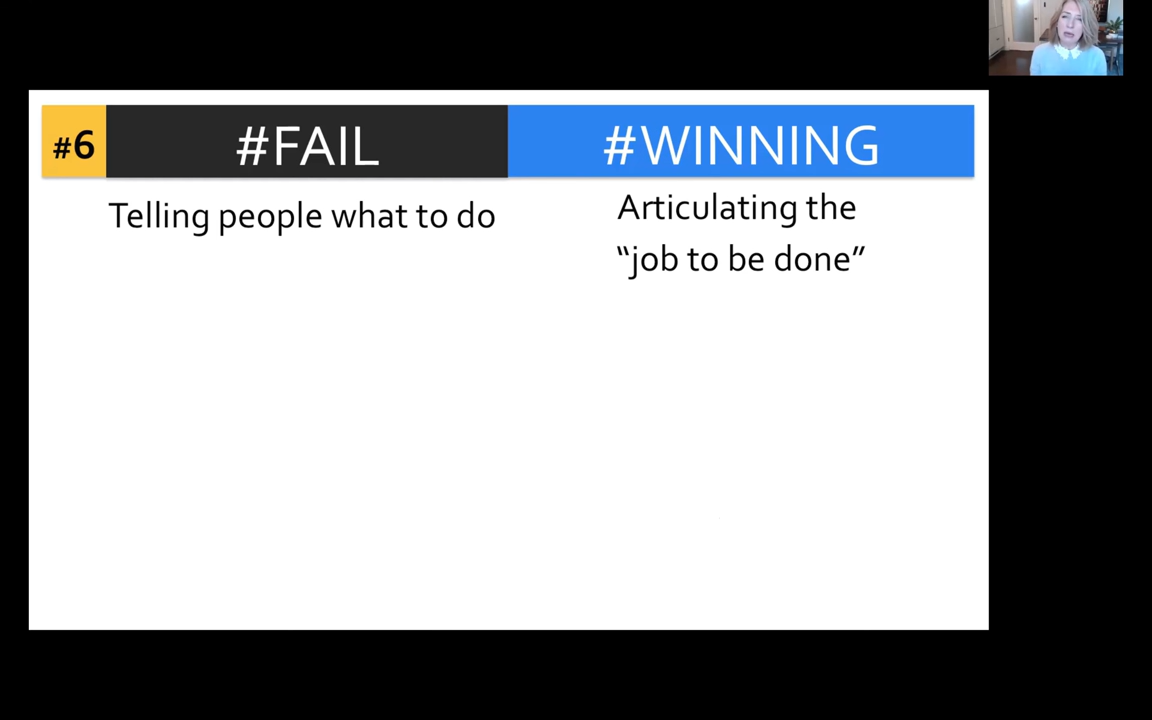 #6 #FAIL #WINNING
Telling people what to do
Articulating the
“job to be done”